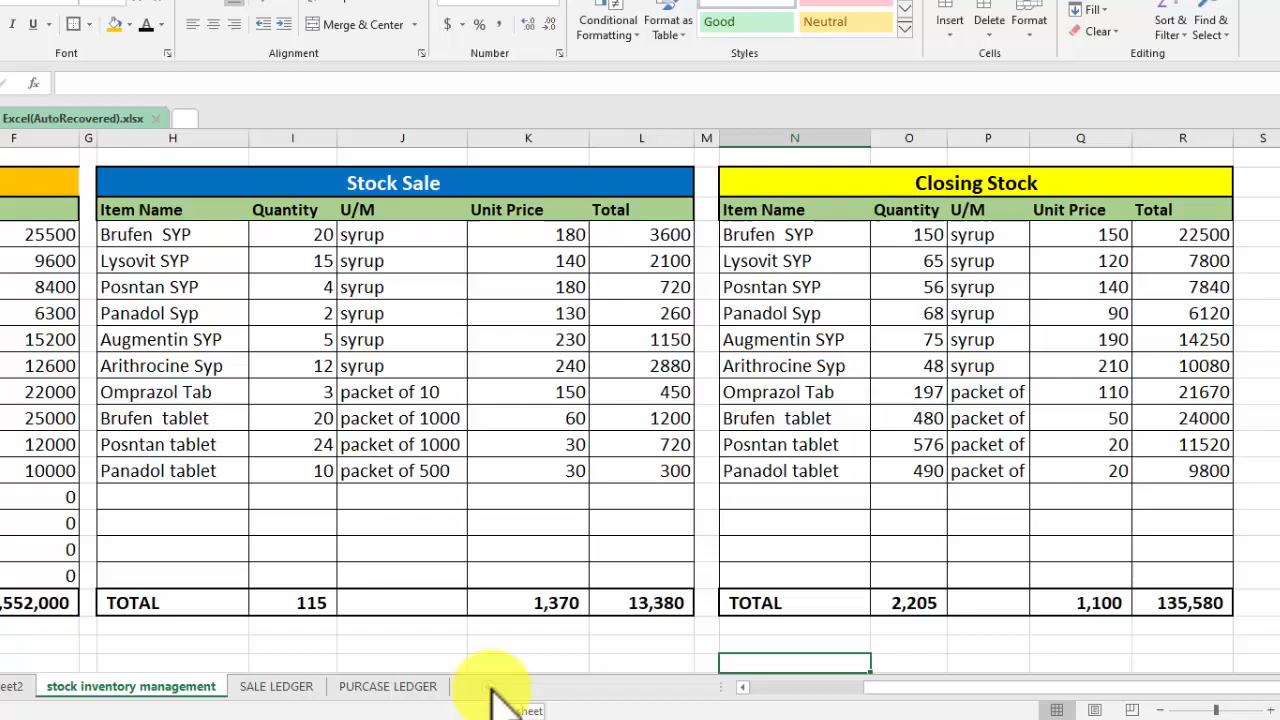 I U $ % , Conditional Format as Good Neutral Insert Delete Format Fill Sort & Find &
Merge & Center Formatting Table Clear Filter Select
Font Alignment Number Styles Cells Editing
fx
Excel(AutoRecovered).xlsx
F G H I J K L M N O P Q R S
Stock Sale Closing Stock
Item Name Quantity U/M Unit Price Total Item Name Quantity U/M Unit Price Total
25500 Brufen SYP 20 syrup 180 3600 Brufen SYP 150 syrup 150 22500
9600 Lysovit SYP 15 syrup 140 2100 Lysovit SYP 65 syrup 120 7800
8400 Posntan SYP 4 syrup 180 720 Posntan SYP 56 syrup 140 7840
6300 Panadol Syp 2 syrup 130 260 Panadol Syp 68 syrup 90 6120
15200 Augmentin SYP 5 syrup 230 1150 Augmentin SYP 75 syrup 190 14250
12600 Arithrocine Syp 12 syrup 240 2880 Arithrocine Syp 48 syrup 210 10080
22000 Omprazol Tab 3 packet of 10 150 450 Omprazol Tab 197 packet of 110 21670
25000 Brufen tablet 20 packet of 1000 60 1200 Brufen tablet 480 packet of 50 24000
12000 Posntan tablet 24 packet of 1000 30 720 Posntan tablet 576 packet of 20 11520
10000 Panadol tablet 10 packet of 500 30 300 Panadol tablet 490 packet of 20 9800
0
0
0
0
,552,000 TOTAL 115 1,370 13,380 TOTAL 2,205 1,100 135,580
eet2 stock inventory management SALE LEDGER PURCASE LEDGER
sheet